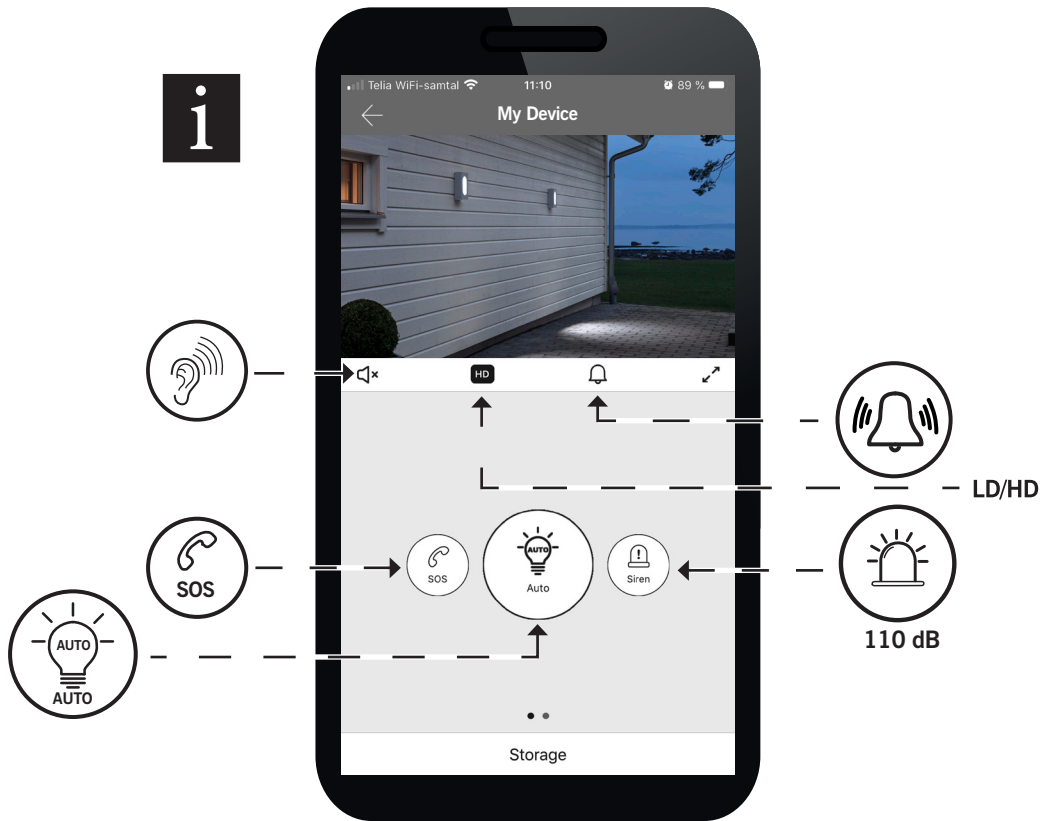 i
Telia WiFi-samtal 11:10 89 %
My Device
HD
LD/HD
SOS
AUTO
Auto
Siren
SOS
110 dB
AUTO
AUTO
Storage